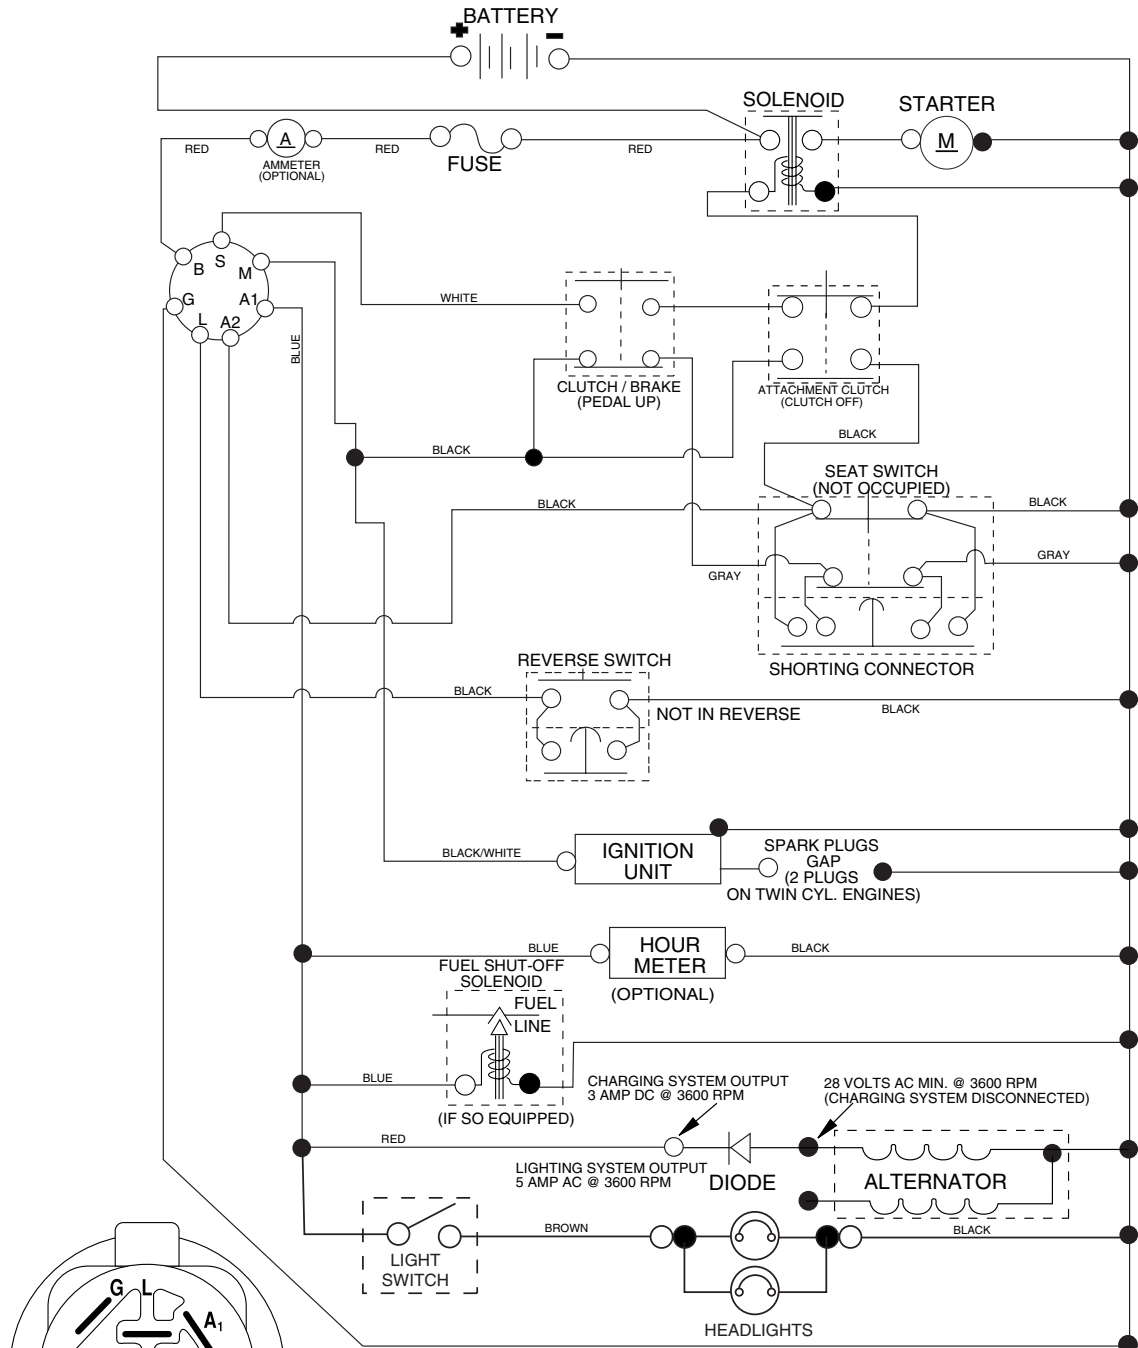 BATTERY
SOLENOID
STARTER
A
M
RED
RED
RED
AMMETER
(OPTIONAL)
FUSE
B
S
M
G
A1
L
A2
BLUE
WHITE
CLUTCH / BRAKE
(PEDAL UP)
ATTACHMENT CLUTCH
(CLUTCH OFF)
BLACK
BLACK
SEAT SWITCH
(NOT OCCUPIED)
BLACK
BLACK
GRAY
GRAY
SHORTING CONNECTOR
REVERSE SWITCH
BLACK
NOT IN REVERSE
BLACK
BLACK/WHITE
IGNITION
UNIT
SPARK PLUGS
GAP
(2 PLUGS
ON TWIN CYL. ENGINES)
BLUE
HOUR
METER
BLACK
(OPTIONAL)
FUEL SHUT-OFF
SOLENOID
FUEL
LINE
BLUE
(IF SO EQUIPPED)
CHARGING SYSTEM OUTPUT
3 AMP DC @ 3600 RPM
28 VOLTS AC MIN. @ 3600 RPM
(CHARGING SYSTEM DISCONNECTED)
RED
LIGHTING SYSTEM OUTPUT
5 AMP AC @ 3600 RPM
DIODE
ALTERNATOR
BROWN
BLACK
LIGHT
SWITCH
HEADLIGHTS
G
L
A1